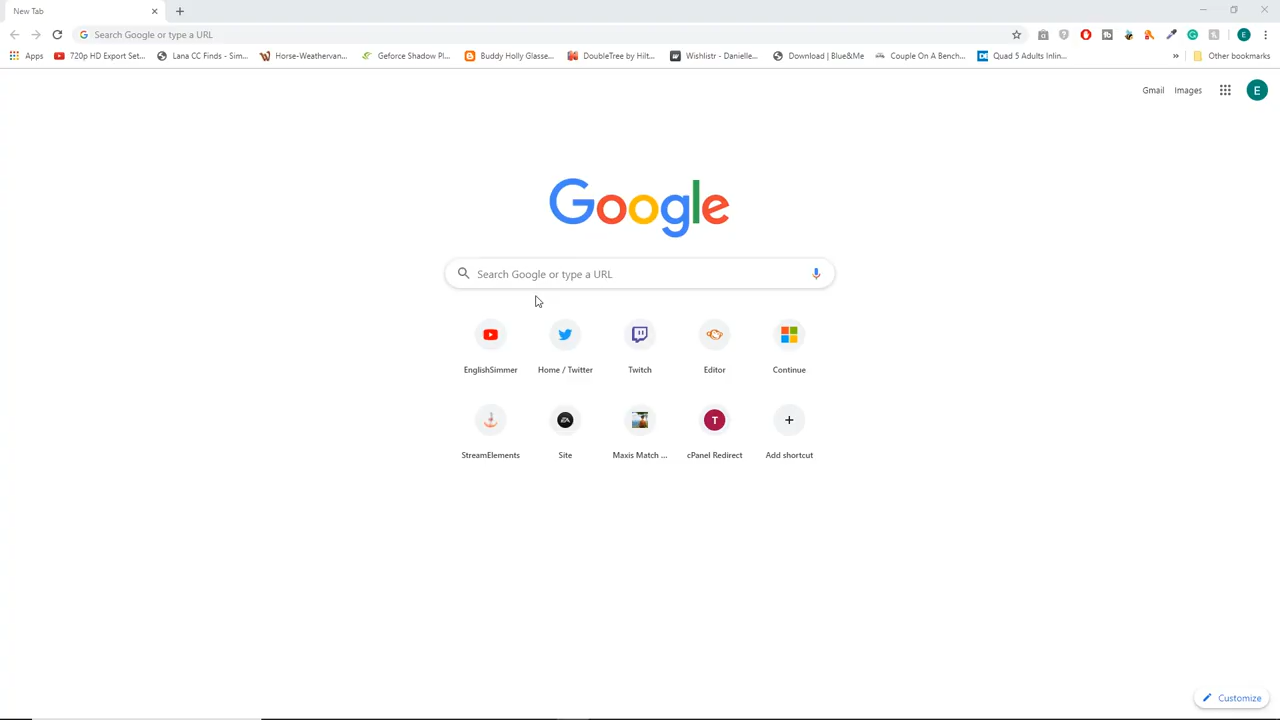 New Tab
Search Google or type a URL
E
Apps 720p HD Export Set... Lana CC Finds - Sim... Horse-Weathervan... Geforce Shadow Pl... Buddy Holly Glasse... DoubleTree by Hilt... Wishlistr - Danielle... Download | Blue&Me Couple On A Bench... Quad 5 Adults Inlin... » Other bookmarks
Gmail Images E
Google
Search Google or type a URL
EnglishSimmer Home / Twitter Twitch Editor Continue
EA T
StreamElements Site Maxis Match ... cPanel Redirect Add shortcut
Customize